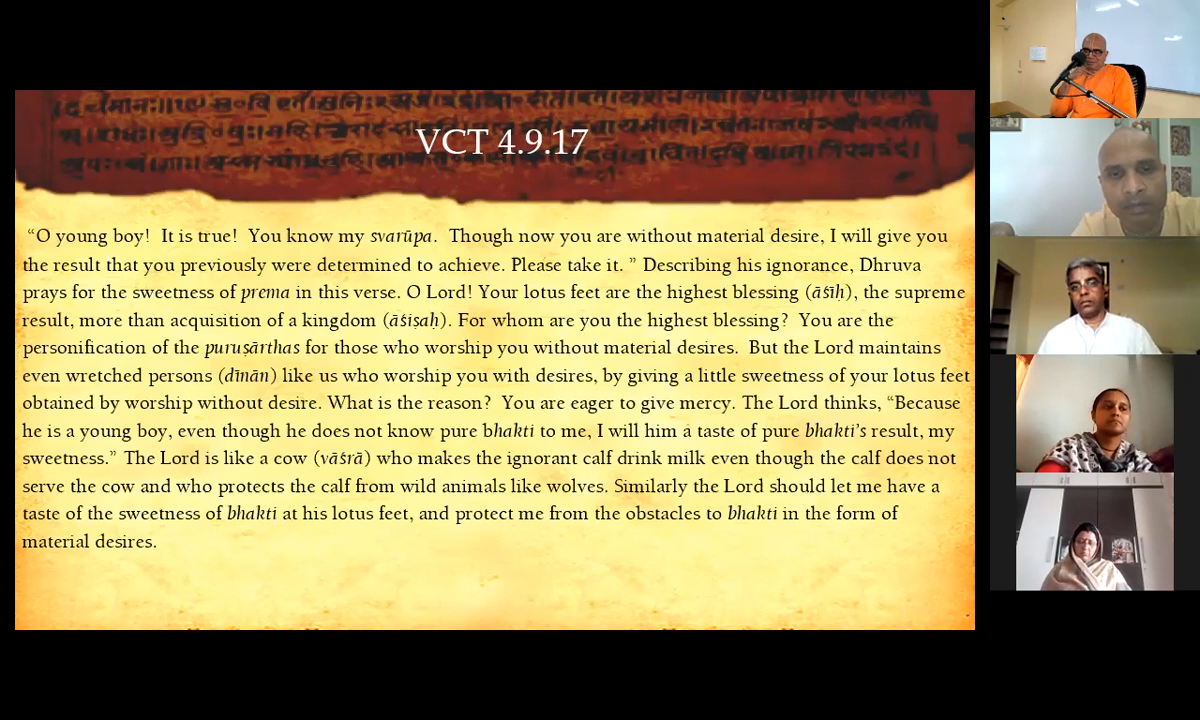 VCT 4.9.17
“O young boy!  It is true!  You know my svarūpa.  Though now you are without material desire, I will give you
the result that you previously were determined to achieve. Please take it. ” Describing his ignorance, Dhruva
prays for the sweetness of prema in this verse. O Lord! Your lotus feet are the highest blessing (āśīḥ), the supreme
result, more than acquisition of a kingdom (āśiṣaḥ). For whom are you the highest blessing?  You are the
personification of the puruṣārthas for those who worship you without material desires.  But the Lord maintains
even wretched persons (dīnān) like us who worship you with desires, by giving a little sweetness of your lotus feet
obtained by worship without desire. What is the reason?  You are eager to give mercy. The Lord thinks, “Because
he is a young boy, even though he does not know pure bhakti to me, I will him a taste of pure bhakti’s result, my
sweetness.” The Lord is like a cow (vāśrā) who makes the ignorant calf drink milk even though the calf does not
serve the cow and who protects the calf from wild animals like wolves. Similarly the Lord should let me have a
taste of the sweetness of bhakti at his lotus feet, and protect me from the obstacles to bhakti in the form of
material desires.